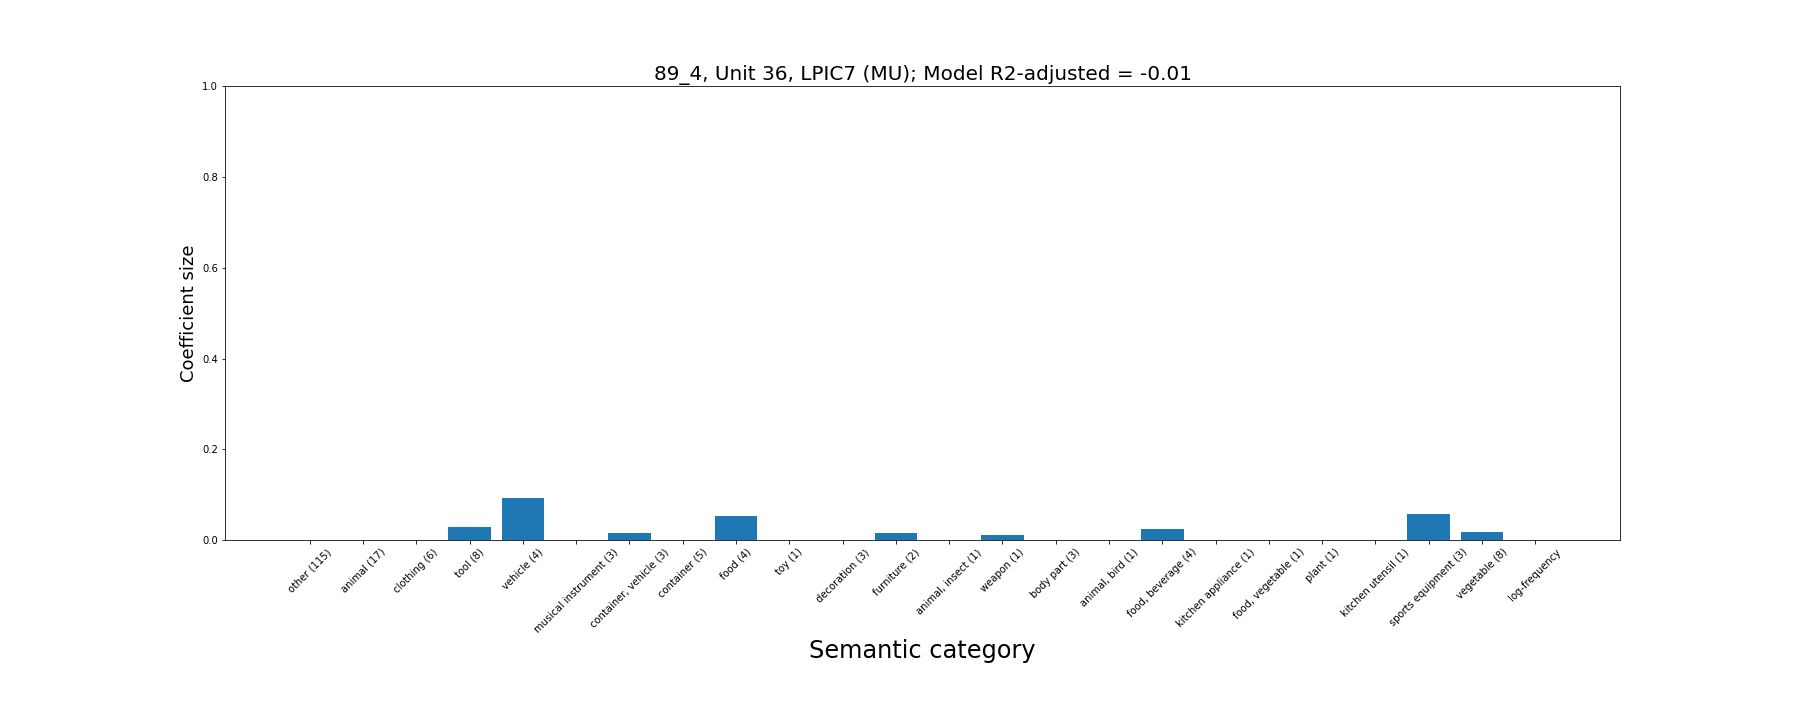 89_4, Unit 36, LPIC7 (MU); Model R2-adjusted = -0.01
Coefficient size
1.0
0.8
0.6
0.4
0.2
0.0
other (115)
animal (17)
clothing (6)
tool (8)
vehicle (4)
musical instrument (3)
container, vehicle (3)
container (5)
food (4)
toy (1)
decoration (3)
furniture (2)
animal, insect (1)
weapon (1)
body part (3)
animal, bird (1)
food, beverage (4)
kitchen appliance (1)
food, vegetable (1)
plant (1)
kitchen utensil (1)
sports equipment (3)
vegetable (8)
log-frequency
Semantic category